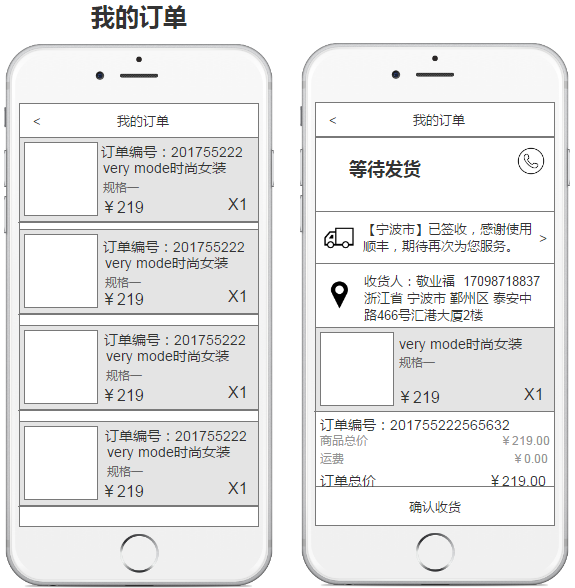 我的订单
< 我的订单
订单编号：201755222
very mode时尚女装
规格一
￥219 X1
订单编号：201755222
very mode时尚女装
规格一
￥219 X1
订单编号：201755222
very mode时尚女装
规格一
￥219 X1
订单编号：201755222
very mode时尚女装
规格一
￥219 X1
< 我的订单
等待发货
【宁波市】已签收，感谢使用
顺丰，期待再次为您服务。 >
收货人：敬业福 17098718837
浙江省 宁波市 鄞州区 泰安中
路466号汇港大厦2楼
very mode时尚女装
规格一
￥219 X1
订单编号：201755222565632
商品总价 ￥219.00
运费 ￥0.00
订单总价 ￥219.00
确认收货